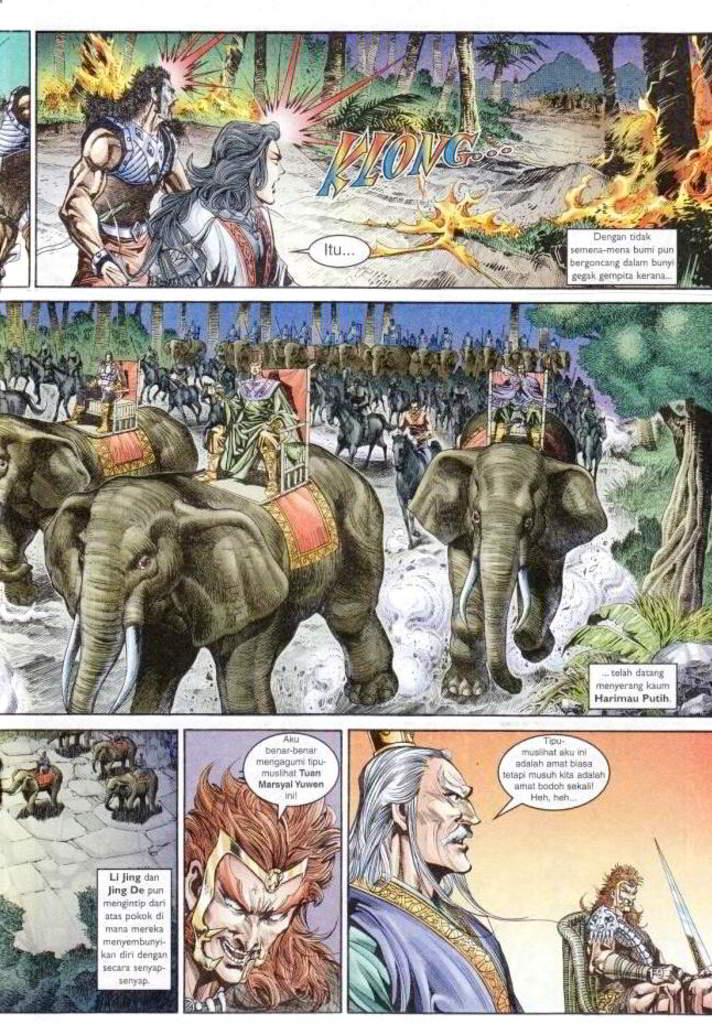 KLONG...
Itu...
Dengan tidak
semena-mena bumi pun
bergoncang dalam bunyi
gegak gempita kerana...
...telah datang
menyerang kaum
Harimau Putih.
Li Jing dan
Jing De pun
mengintip dari
atas pokok di
mana mereka
menyembunyi-
kan diri dengan
secara senyap-
senyap.
Aku
benar-benar
mengagumi tipu-
muslihat Tuan
Marsyal Yuwen
ini!
Tipu-
muslihat aku ini
adalah amat biasa
tetapi musuh kita adalah
amat bodoh sekali!
Heh, heh...
19